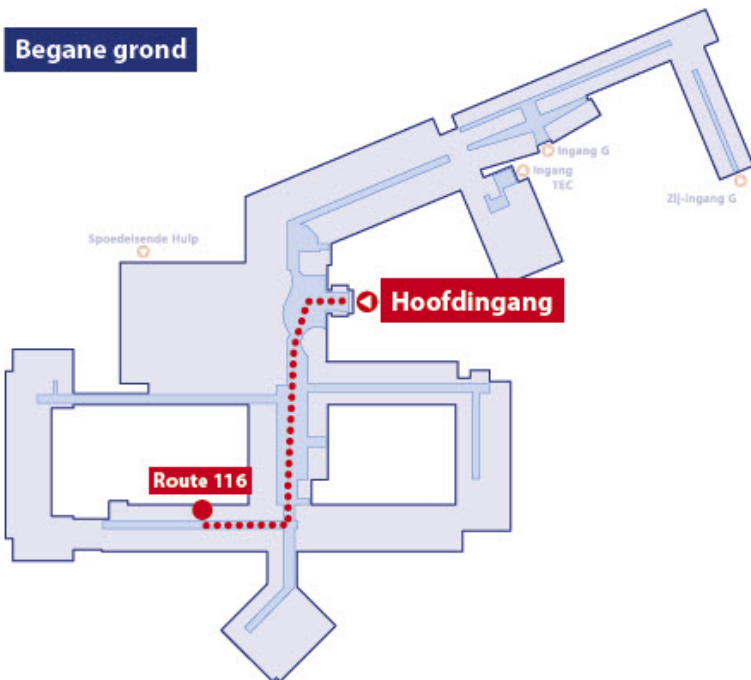 Begane grond
Ingang G
Ingang
TEC
Zij-ingang G
Spoedeisende Hulp
Hoofdingang
Route 116